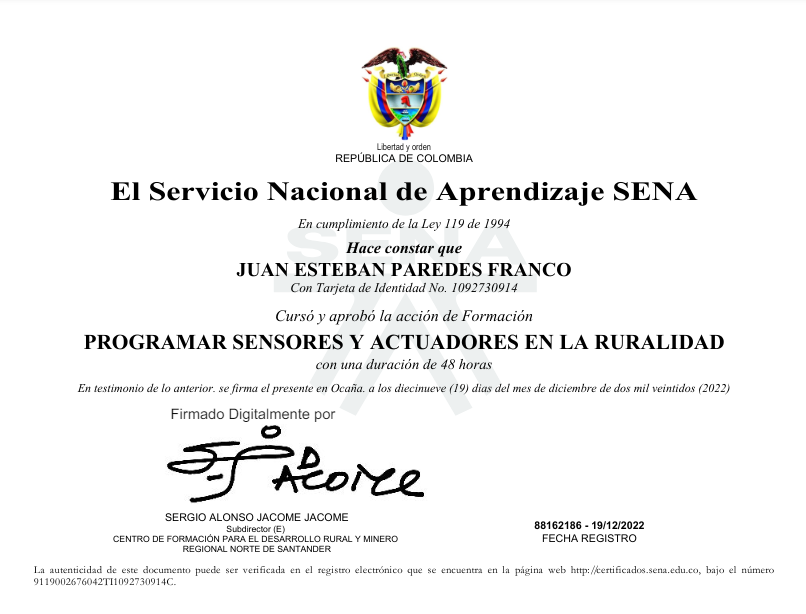 Libertad y orden
REPÚBLICA DE COLOMBIA
El Servicio Nacional de Aprendizaje SENA
En cumplimiento de la Ley 119 de 1994
SENA
Hace constar que
JUAN ESTEBAN PAREDES FRANCO
Con Tarjeta de Identidad No. 1092730914
Cursó y aprobó la acción de Formación
PROGRAMAR SENSORES Y ACTUADORES EN LA RURALIDAD
con una duración de 48 horas
En testimonio de lo anterior. se firma el presente en Ocaña. a los diecinueve (19) dias del mes de diciembre de dos mil veintidos (2022)
Firmado Digitalmente por
SERGIO ALONSO JACOME JACOME
Subdirector (E)
CENTRO DE FORMACIÓN PARA EL DESARROLLO RURAL Y MINERO
REGIONAL NORTE DE SANTANDER
88162186 - 19/12/2022
FECHA REGISTRO
La autenticidad de este documento puede ser verificada en el registro electrónico que se encuentra en la página web http://certificados.sena.edu.co, bajo el número
9119002676042TI1092730914C.